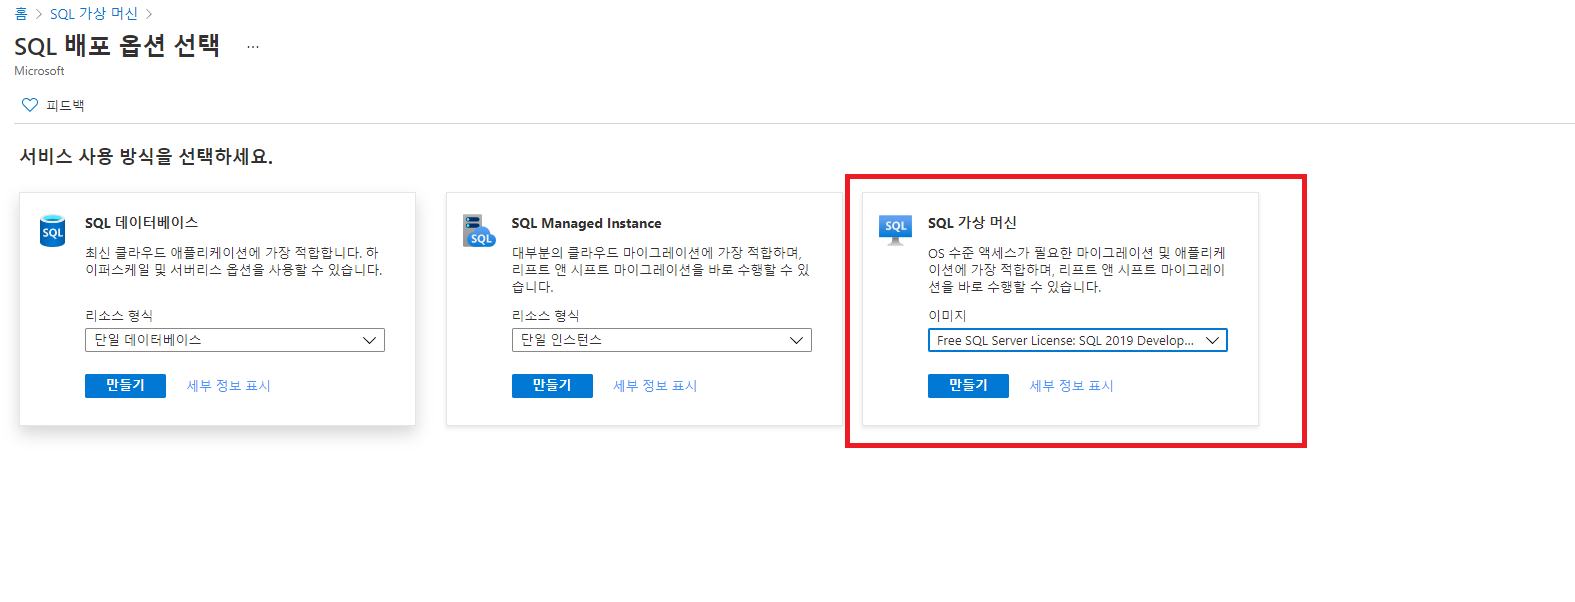 홈 > SQL 가상 머신 >
SQL 배포 옵션 선택 ...
Microsoft
피드백
서비스 사용 방식을 선택하세요.
SQL
SQL 데이터베이스
최신 클라우드 애플리케이션에 가장 적합합니다. 하
이퍼스케일 및 서버리스 옵션을 사용할 수 있습니다.
리소스 형식
단일 데이터베이스
만들기 세부 정보 표시
SQL
SQL Managed Instance
대부분의 클라우드 마이그레이션에 가장 적합하며,
리프트 앤 시프트 마이그레이션을 바로 수행할 수 있
습니다.
리소스 형식
단일 인스턴스
만들기 세부 정보 표시
SQL
SQL 가상 머신
OS 수준 액세스가 필요한 마이그레이션 및 애플리케
이션에 가장 적합하며, 리프트 앤 시프트 마이그레이
션을 바로 수행할 수 있습니다.
이미지
Free SQL Server License: SQL 2019 Develop...
만들기 세부 정보 표시